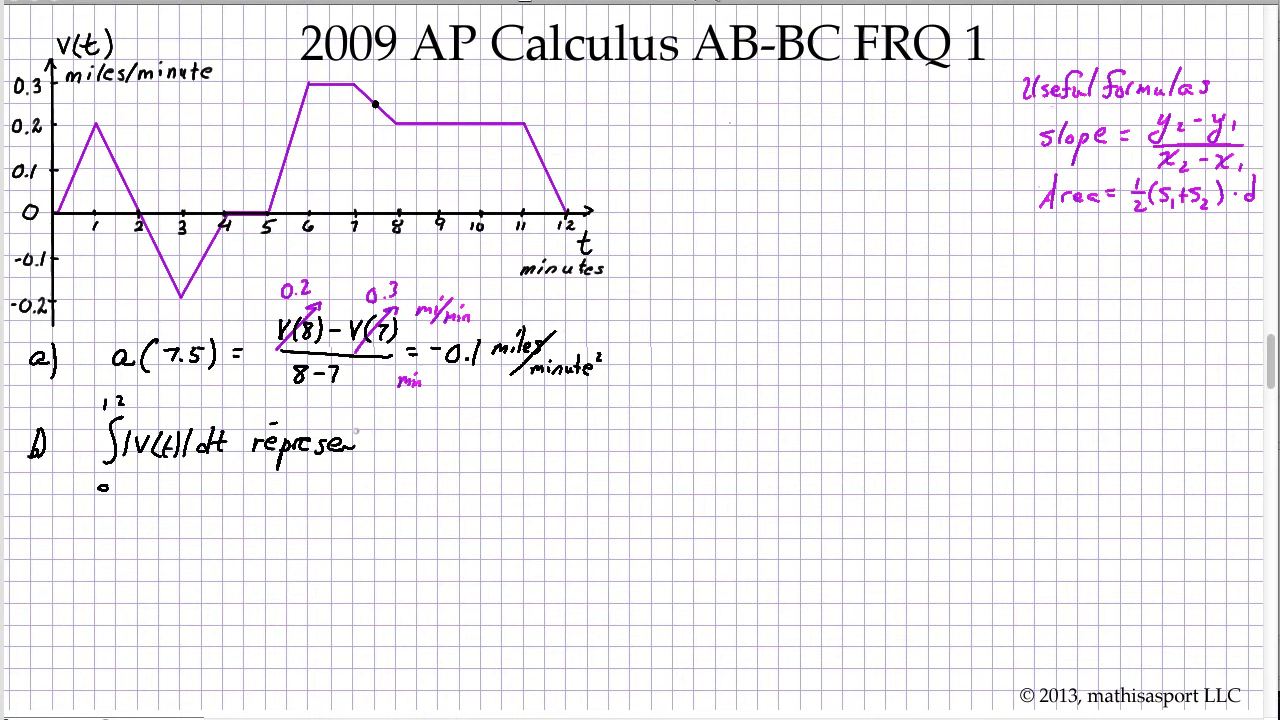 2009 AP Calculus AB-BC FRQ 1
v(t)
miles/minute
0.3
0.2
0.1
0
-0.1
-0.2
1 2 3 4 5 6 7 8 9 10 11 12
t
minutes
Useful formulas
slope = y₂ - y₁ / x₂ - x₁
Area = ½(s₁+s₂)·d
0.2 0.3 mi/min
a) a(7.5) = V(8) - V(7) / 8-7 = -0.1 miles/minute²
min
b) ∫₀¹² |V(t)| dt represen
© 2013, mathisasport LLC